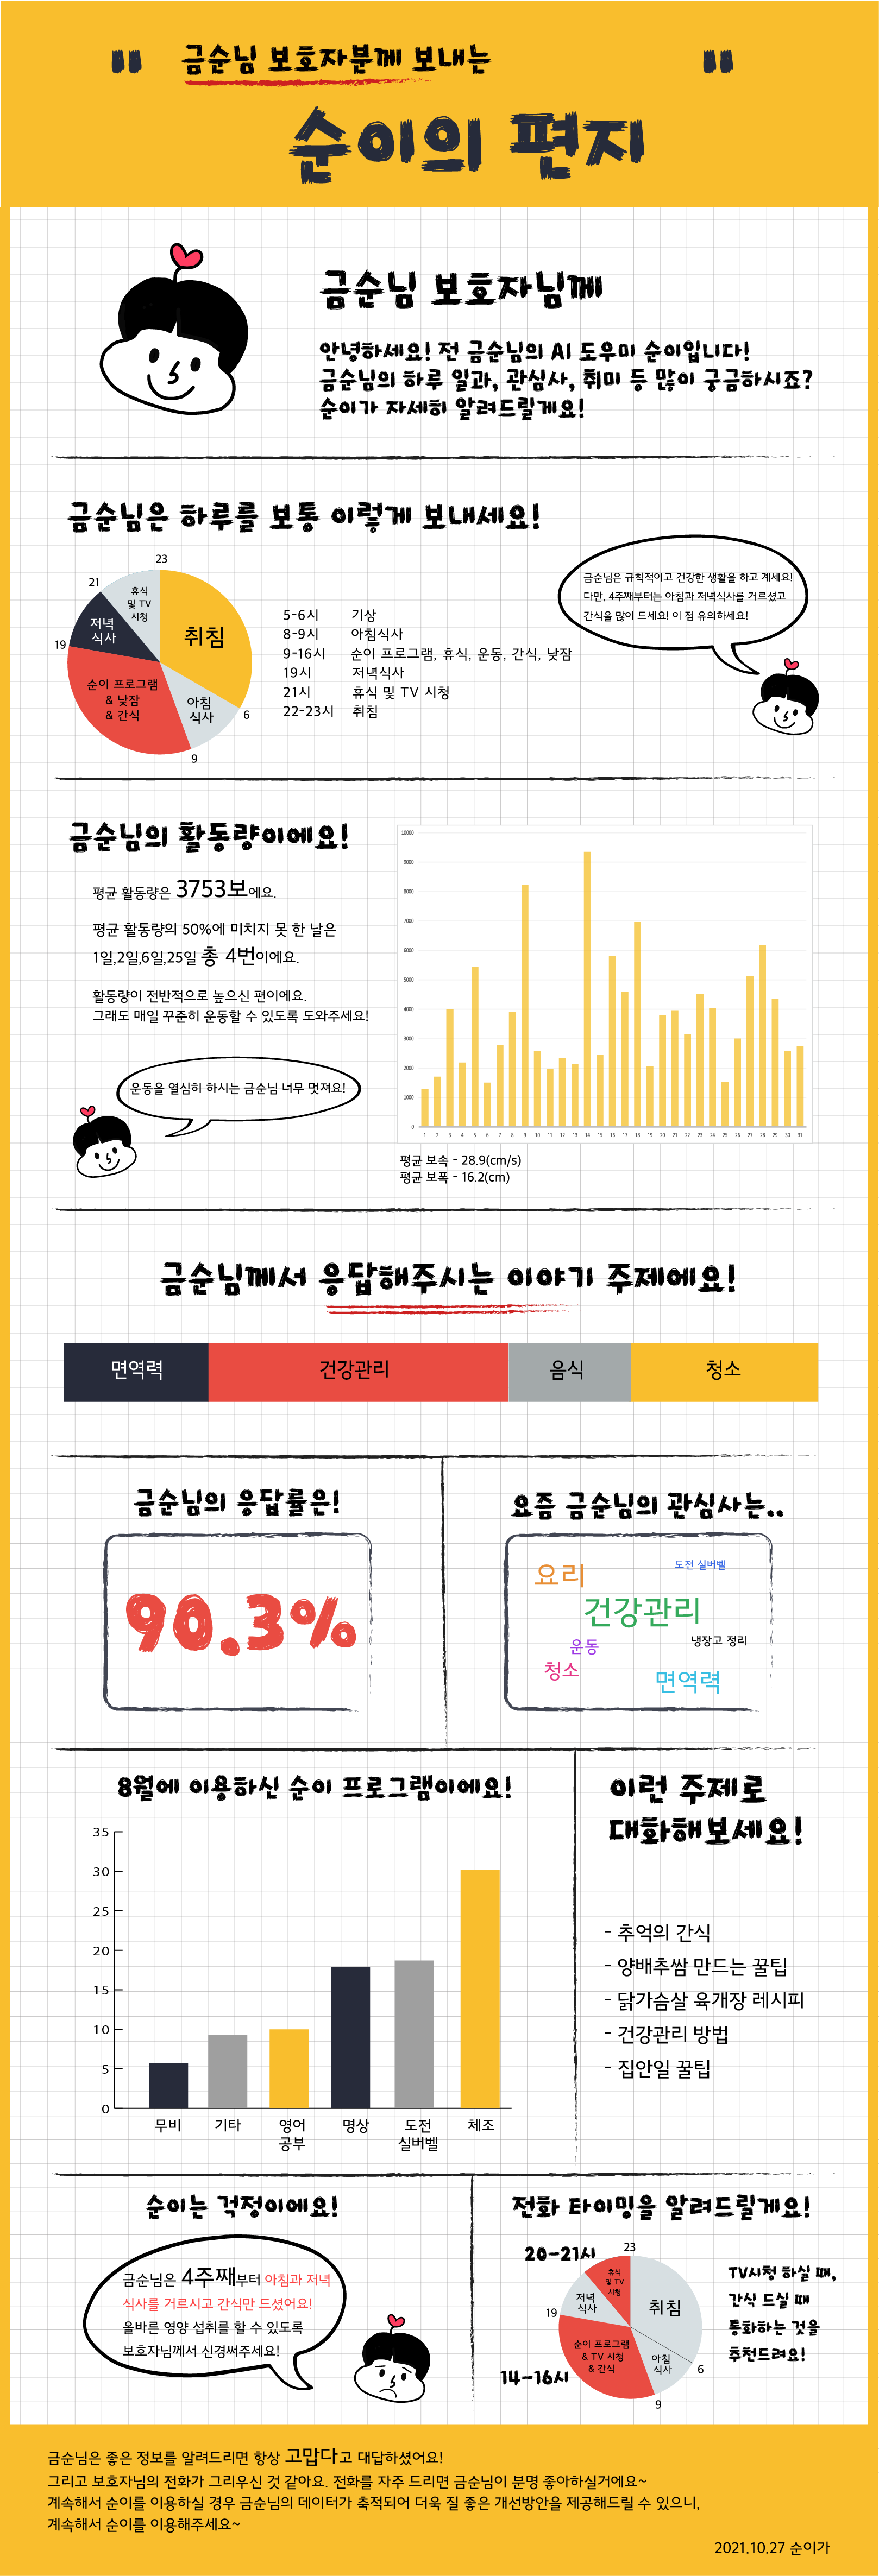 " 금순님 보호자분께 보내는 "
순이의 편지
금순님 보호자님께
안녕하세요! 전 금순님의 AI 도우미 순이입니다!
금순님의 하루 일과, 관심사, 취미 등 많이 궁금하시죠?
순이가 자세히 알려드릴게요!
금순님은 하루를 보통 이렇게 보내세요!
23
21
19
6
9
휴식
및 TV
시청
취침
저녁
식사
순이 프로그램
& 낮잠
& 간식
아침
식사
5-6시 기상
8-9시 아침식사
9-16시 순이 프로그램, 휴식, 운동, 간식, 낮잠
19시 저녁식사
21시 휴식 및 TV 시청
22-23시 취침
금순님은 규칙적이고 건강한 생활을 하고 계세요!
다만, 4주째부터는 아침과 저녁식사를 거르셨고
간식을 많이 드세요! 이 점 유의하세요!
금순님의 활동량이에요!
평균 활동량은 3753보에요.
평균 활동량의 50%에 미치지 못 한 날은
1일,2일,6일,25일 총 4번이에요.
활동량이 전반적으로 높으신 편이에요.
그래도 매일 꾸준히 운동할 수 있도록 도와주세요!
운동을 열심히 하시는 금순님 너무 멋져요!
10000
9000
8000
7000
6000
5000
4000
3000
2000
1000
0
1 2 3 4 5 6 7 8 9 10 11 12 13 14 15 16 17 18 19 20 21 22 23 24 25 26 27 28 29 30 31
평균 보속 - 28.9(cm/s)
평균 보폭 - 16.2(cm)
금순님께서 응답해주시는 이야기 주제에요!
면역력 건강관리 음식 청소
금순님의 응답률은!
90.3%
요즘 금순님의 관심사는..
요리
도전 실버벨
건강관리
운동
냉장고 정리
청소
면역력
8월에 이용하신 순이 프로그램이에요!
35
30
25
20
15
10
5
0
무비 기타 영어 명상 도전 체조
공부 실버벨
이런 주제로
대화해보세요!
- 추억의 간식
- 양배추쌈 만드는 꿀팁
- 닭가슴살 육개장 레시피
- 건강관리 방법
- 집안일 꿀팁
순이는 걱정이에요!
금순님은 4주째부터 아침과 저녁
식사를 거르시고 간식만 드셨어요!
올바른 영양 섭취를 할 수 있도록
보호자님께서 신경써주세요!
전화 타이밍을 알려드릴게요!
20-21시
23
19
14-16시
6
9
휴식
및 TV
시청
취침
저녁
식사
순이 프로그램
& TV 시청
& 간식
아침
식사
TV시청 하실 때,
간식 드실 때
통화하는 것을
추천드려요!
금순님은 좋은 정보를 알려드리면 항상 고맙다고 대답하셨어요!
그리고 보호자님의 전화가 그리우신 것 같아요. 전화를 자주 드리면 금순님이 분명 좋아하실거에요~
계속해서 순이를 이용하실 경우 금순님의 데이터가 축적되어 더욱 질 좋은 개선방안을 제공해드릴 수 있으니,
계속해서 순이를 이용해주세요~
2021.10.27 순이가